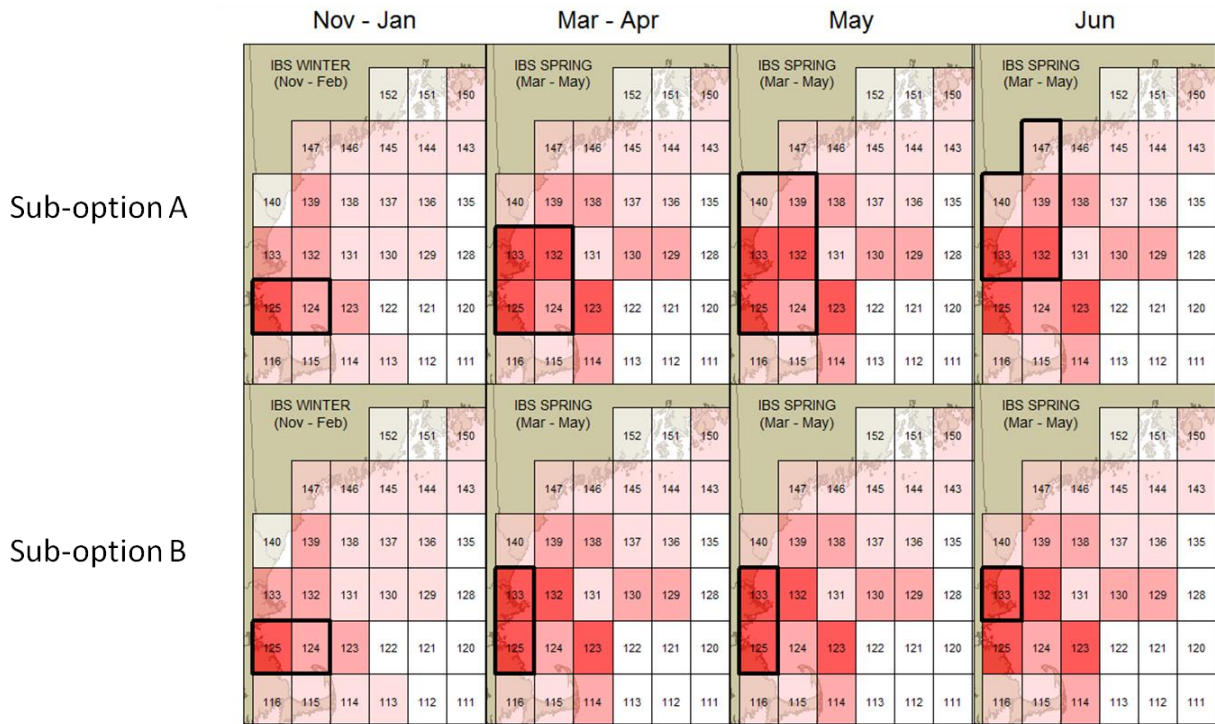 Nov - Jan Mar - Apr May Jun
Sub-option A
IBS WINTER
(Nov - Feb)
152 151 150
147 146 145 144 143
140 139 138 137 136 135
133 132 131 130 129 128
125 124 123 122 121 120
116 115 114 113 112 111
IBS SPRING
(Mar - May)
152 151 150
147 146 145 144 143
140 139 138 137 136 135
133 132 131 130 129 128
125 124 123 122 121 120
116 115 114 113 112 111
IBS SPRING
(Mar - May)
152 151 150
147 146 145 144 143
140 139 138 137 136 135
133 132 131 130 129 128
125 124 123 122 121 120
116 115 114 113 112 111
IBS SPRING
(Mar - May)
152 151 150
147 146 145 144 143
140 139 138 137 136 135
133 132 131 130 129 128
125 124 123 122 121 120
116 115 114 113 112 111
Sub-option B
IBS WINTER
(Nov - Feb)
152 151 150
147 146 145 144 143
140 139 138 137 136 135
133 132 131 130 129 128
125 124 123 122 121 120
116 115 114 113 112 111
IBS SPRING
(Mar - May)
152 151 150
147 146 145 144 143
140 139 138 137 136 135
133 132 131 130 129 128
125 124 123 122 121 120
116 115 114 113 112 111
IBS SPRING
(Mar - May)
152 151 150
147 146 145 144 143
140 139 138 137 136 135
133 132 131 130 129 128
125 124 123 122 121 120
116 115 114 113 112 111
IBS SPRING
(Mar - May)
152 151 150
147 146 145 144 143
140 139 138 137 136 135
133 132 131 130 129 128
125 124 123 122 121 120
116 115 114 113 112 111